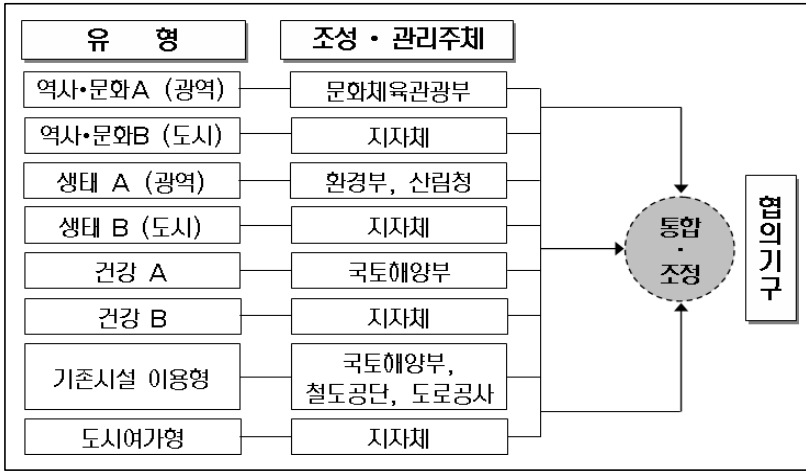 유 형
조성 · 관리주체
역사·문화A (광역)
문화체육관광부
역사·문화B (도시)
지자체
생태 A (광역)
환경부, 산림청
생태 B (도시)
지자체
건강 A
국토해양부
건강 B
지자체
기존시설 이용형
국토해양부,
철도공단, 도로공사
도시여가형
지자체
통합
·
조정
협의기구